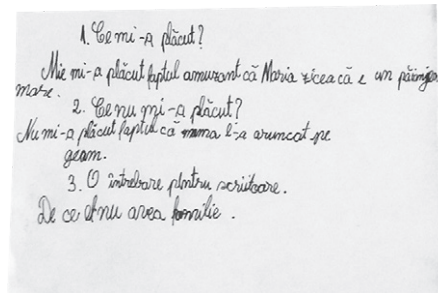 1. Ce mi-a plăcut?
Mie mi-a plăcut faptul amuzant că Maria zicea că e un păianjen
mare.
2. Ce nu mi-a plăcut?
Nu mi-a plăcut faptul că mama l-a aruncat pe
geam.
3. O întrebare pentru scriitoare.
De ce nu avea familie.